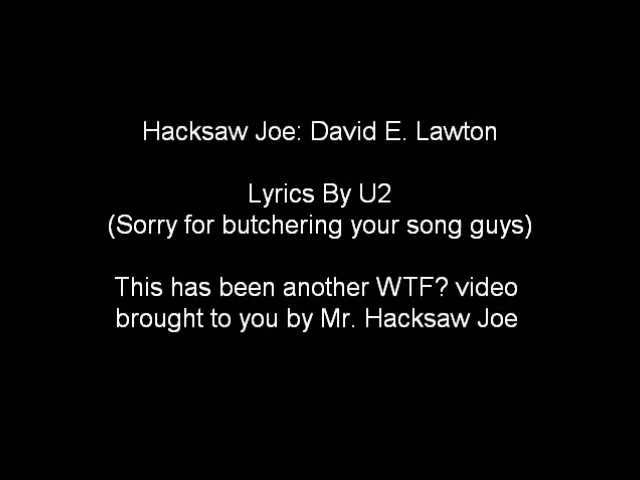 Hacksaw Joe: David E. Lawton
Lyrics By U2
(Sorry for butchering your song guys)
This has been another WTF? video
brought to you by Mr. Hacksaw Joe